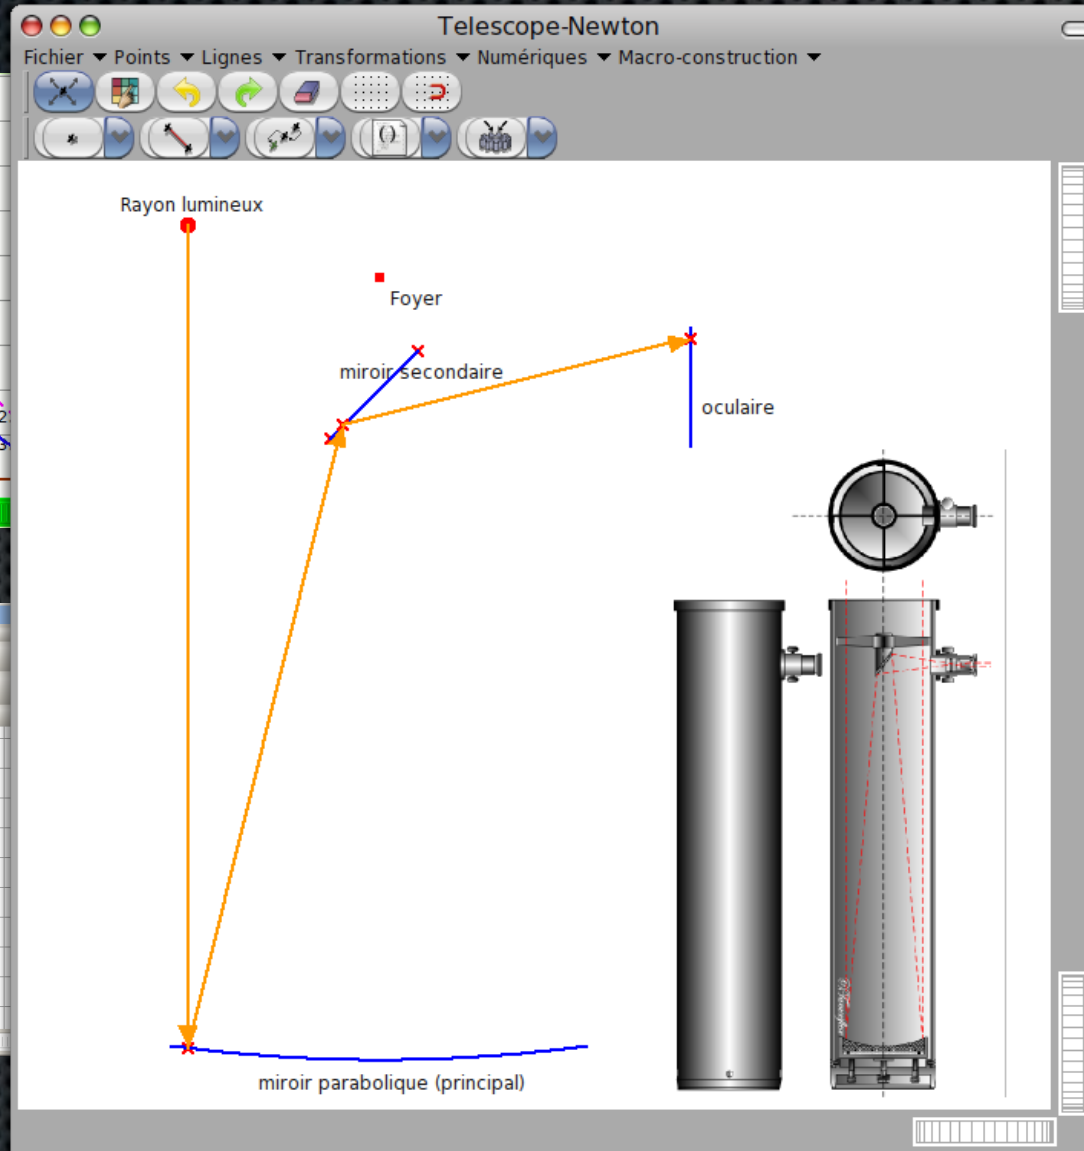 Telescope-Newton
Fichier Points Lignes Transformations Numériques Macro-construction
Rayon lumineux
Foyer
miroir secondaire
oculaire
miroir parabolique (principal)